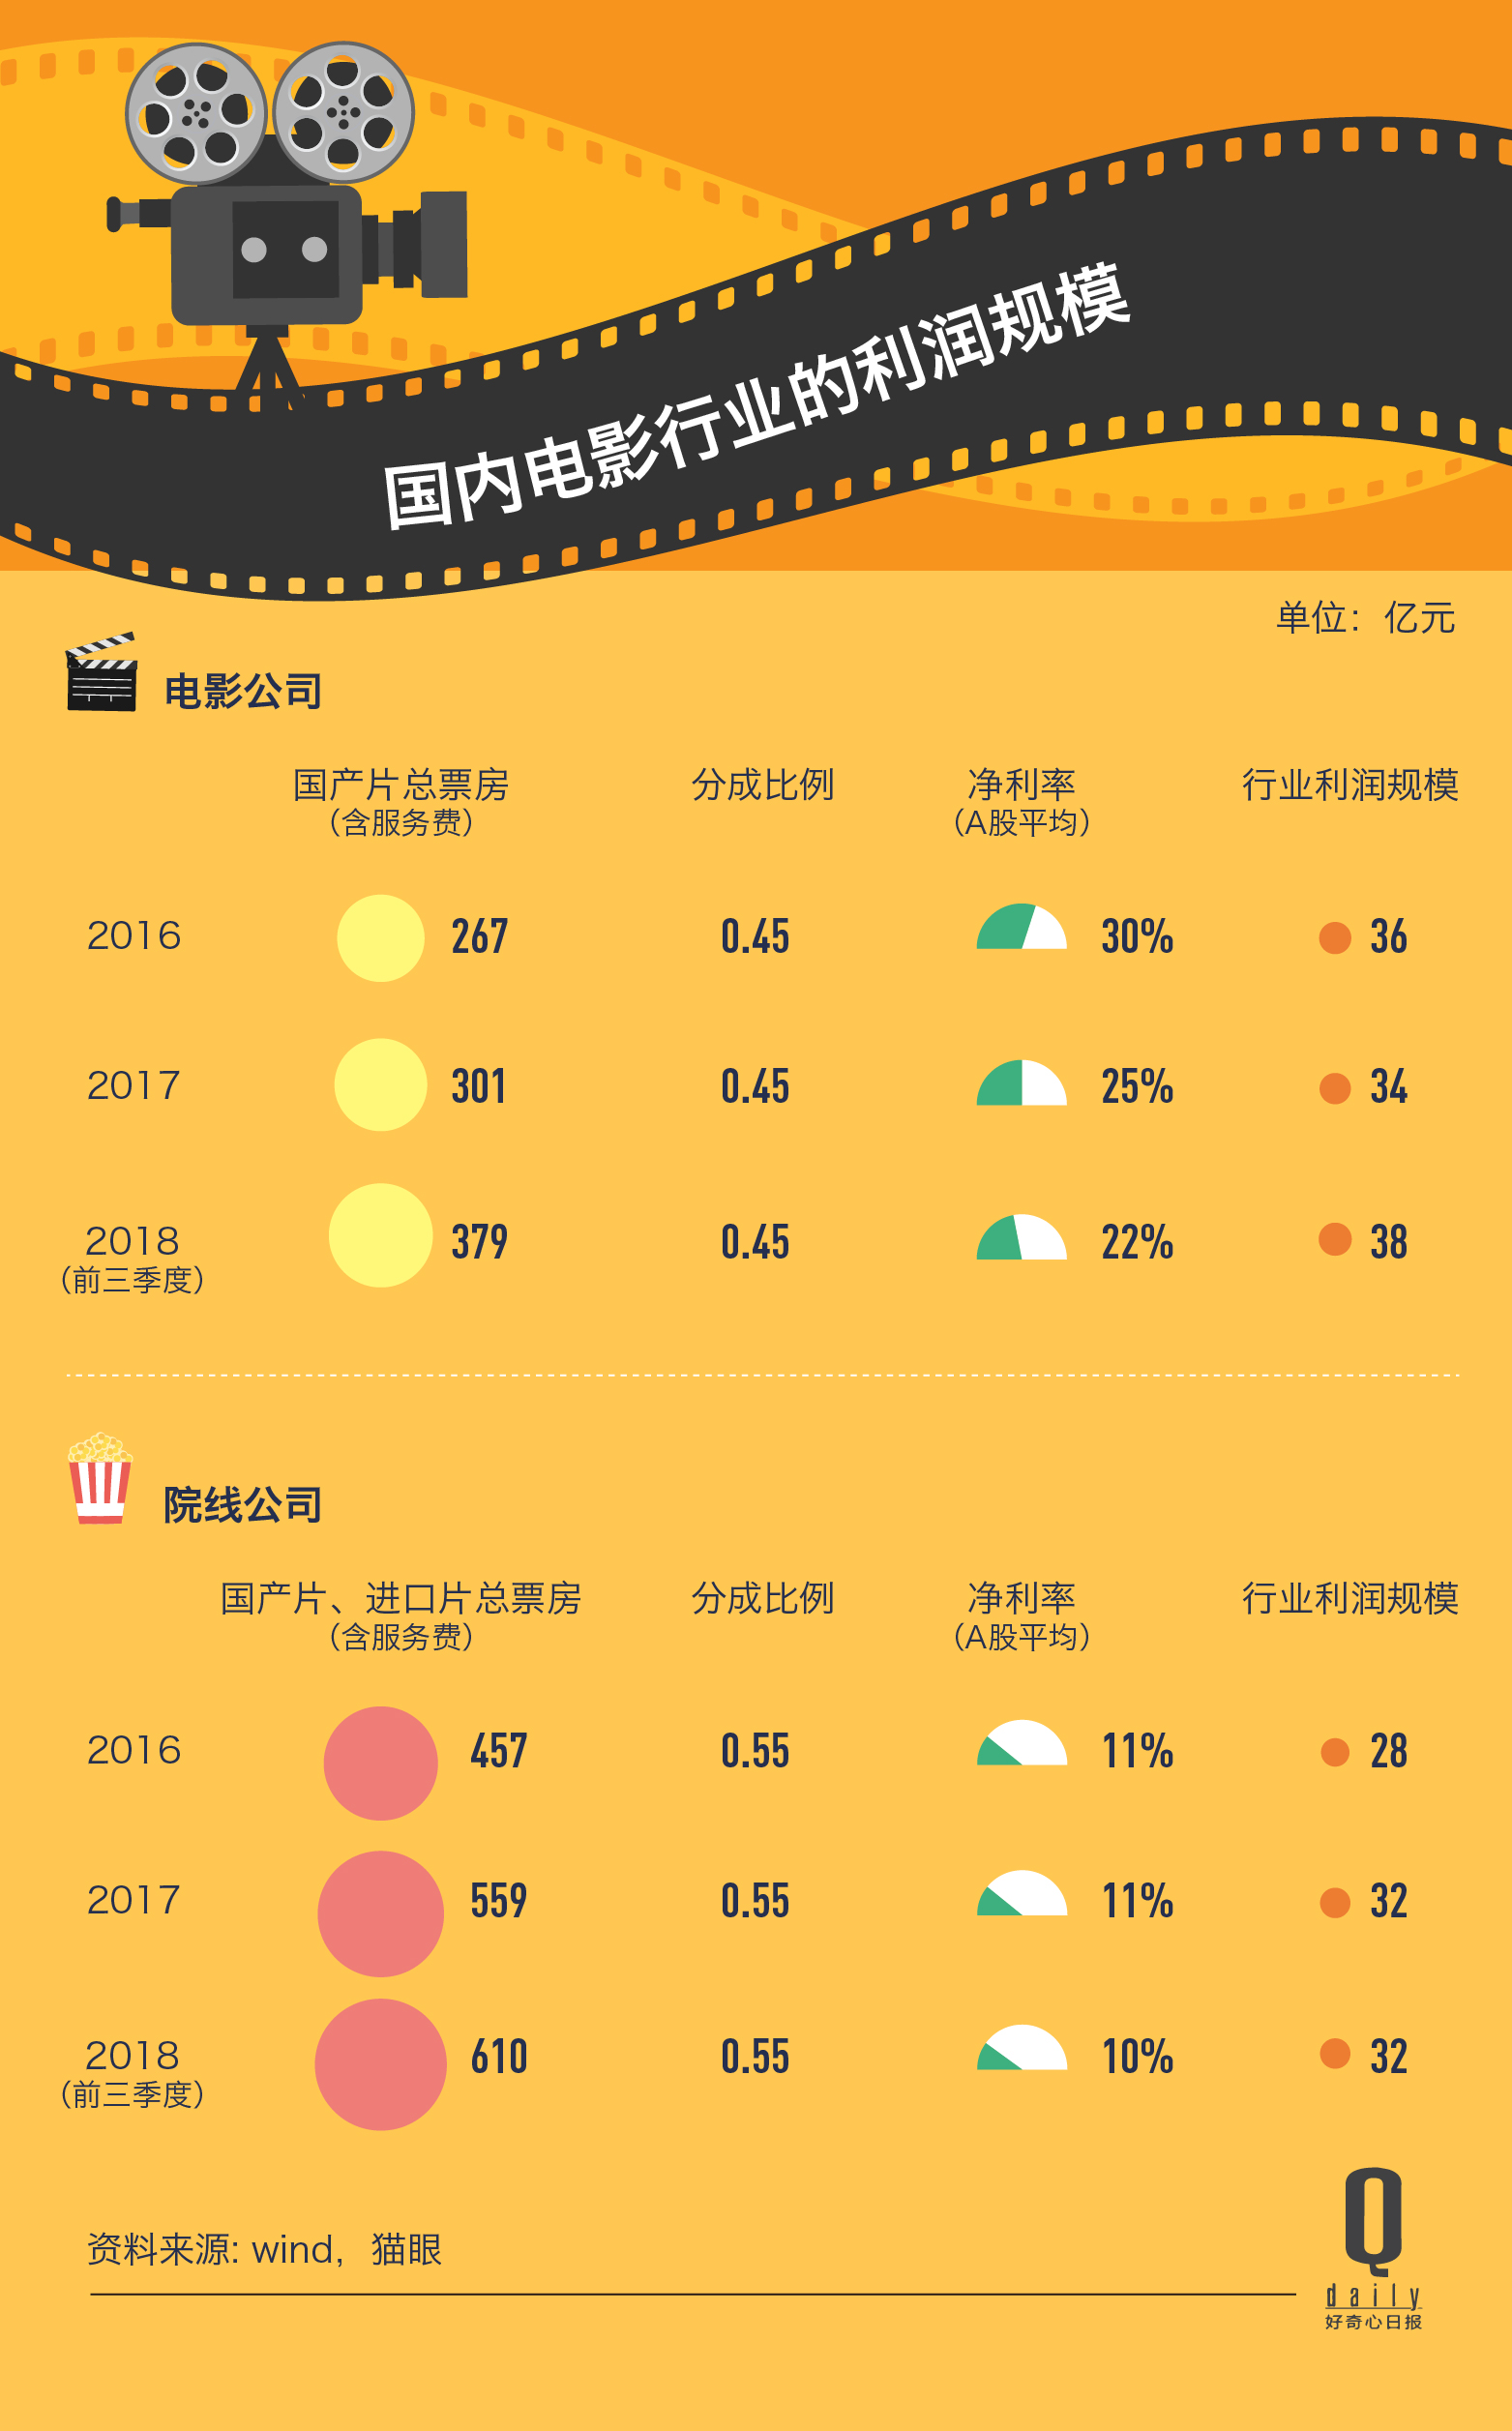 国内电影行业的利润规模
单位：亿元
电影公司
国产片总票房 分成比例 净利率 行业利润规模
（含服务费） （A股平均）
2016 267 0.45 30% 36
2017 301 0.45 25% 34
2018 379 0.45 22% 38
（前三季度）
院线公司
国产片、进口片总票房 分成比例 净利率 行业利润规模
（含服务费） （A股平均）
2016 457 0.55 11% 28
2017 559 0.55 11% 32
2018 610 0.55 10% 32
（前三季度）
资料来源: wind，猫眼
Q
daily
好奇心日报